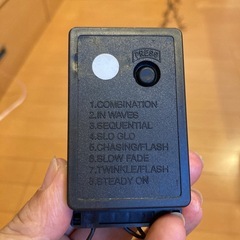 PRESS
1.COMBINATION
2.IN WAVES
3.SEQUENTIAL
4.SLO GLO
5.CHASING/FLASH
6.SLOW FADE
7.TWINKLE/FLASH
8.STEADY ON